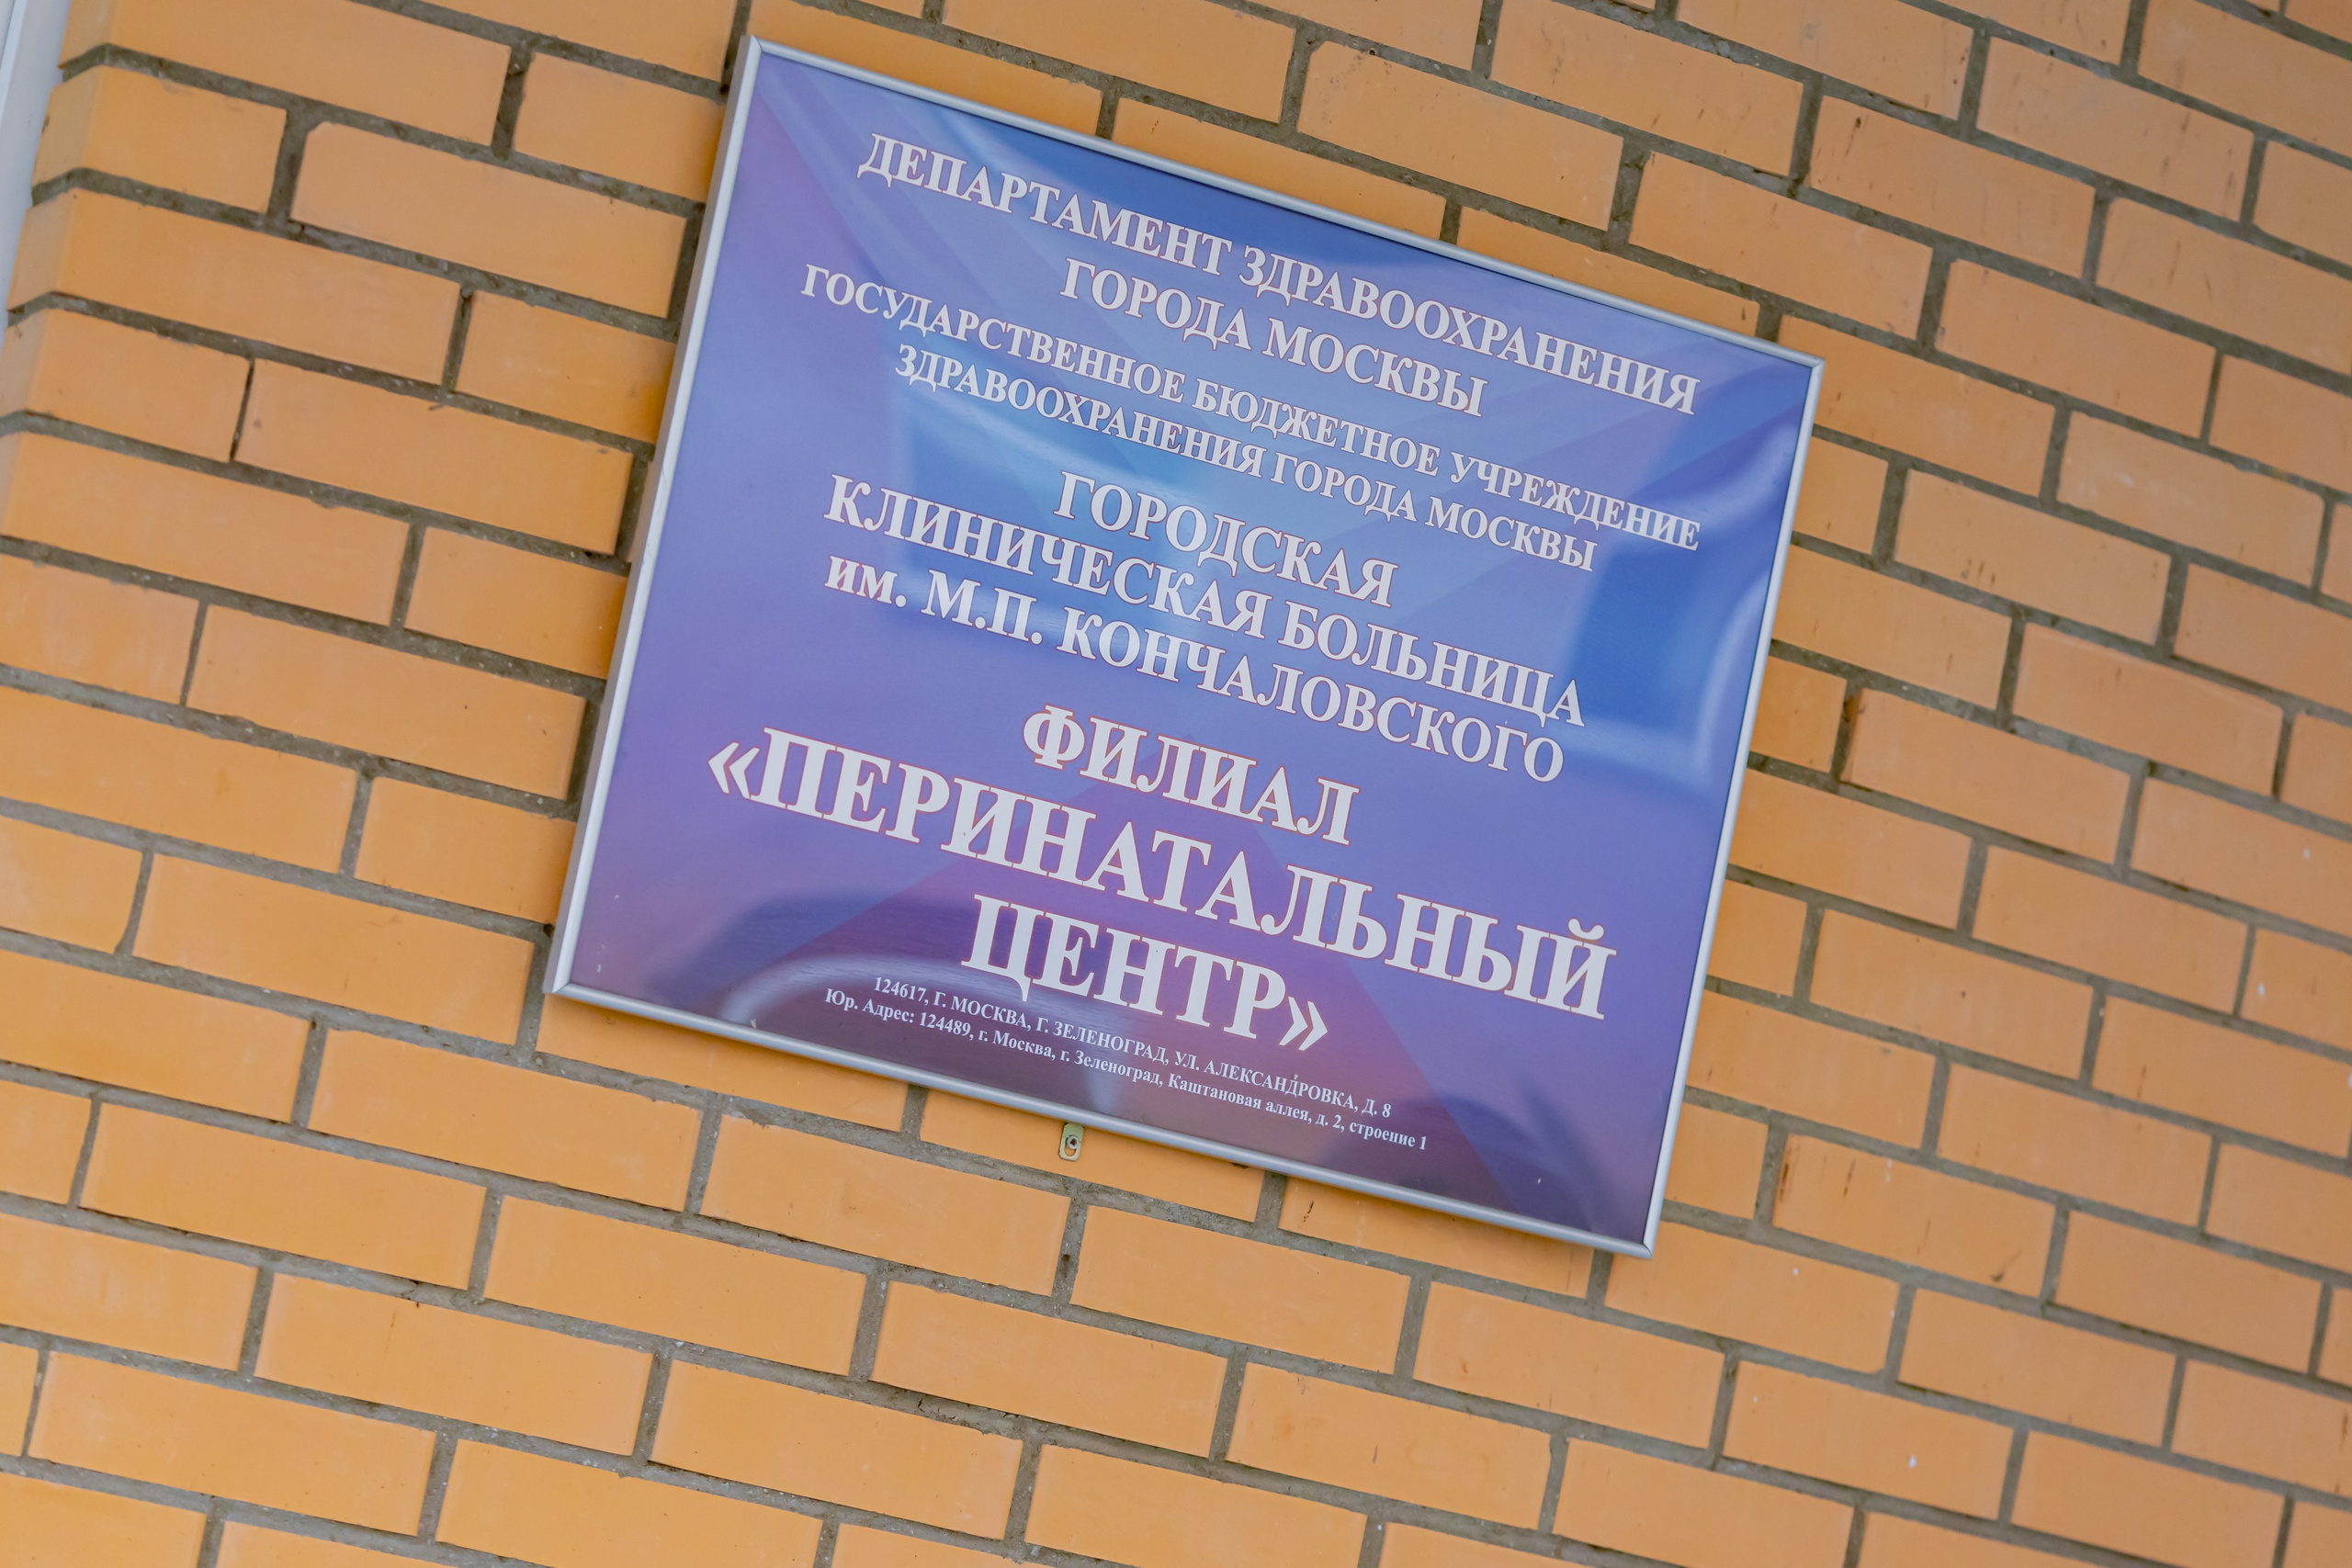 ДЕПАРТАМЕНТ ЗДРАВООХРАНЕНИЯ
ГОРОДА МОСКВЫ
ГОСУДАРСТВЕННОЕ БЮДЖЕТНОЕ УЧРЕЖДЕНИЕ
ЗДРАВООХРАНЕНИЯ ГОРОДА МОСКВЫ
ГОРОДСКАЯ
КЛИНИЧЕСКАЯ БОЛЬНИЦА
им. М.П. КОНЧАЛОВСКОГО
ФИЛИАЛ
«ПЕРИНАТАЛЬНЫЙ
ЦЕНТР»
124617, Г. МОСКВА, Г. ЗЕЛЕНОГРАД, УЛ. АЛЕКСАНДРОВКА, Д. 8
Юр. Адрес: 124489, г. Москва, г. Зеленоград, Каштановая аллея, д. 2, строение 1